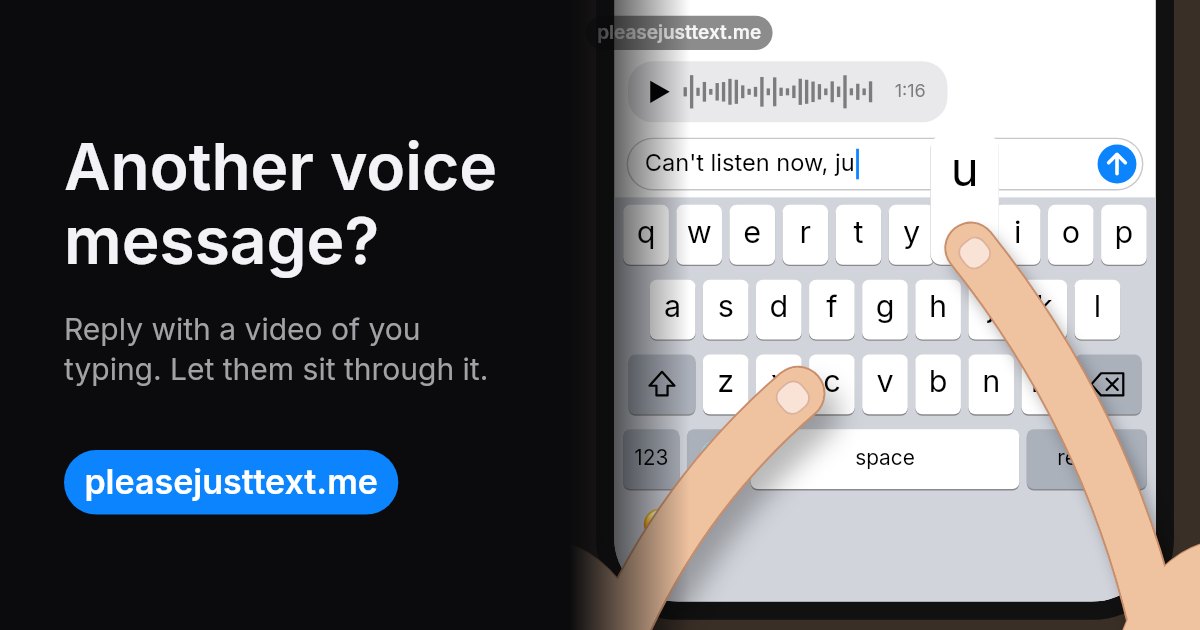 Another voice
message?
Reply with a video of you
typing. Let them sit through it.
pleasejusttext.me
pleasejusttext.me
1:16
Can't listen now, ju
u
q w e r t y i o p
a s d f g h l
z c v b n
123 space